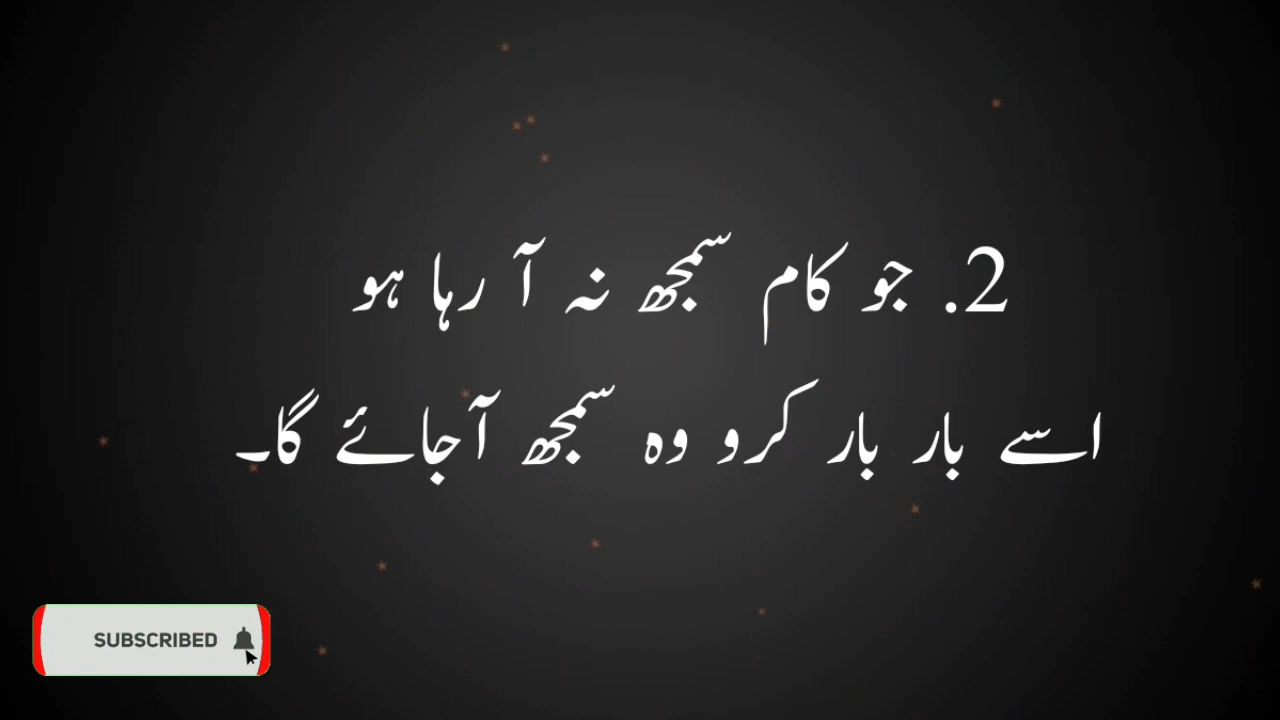 2. جو کام سمجھ نہ آ رہا ہو
اسے بار بار کرو وہ سمجھ آجائے گا۔
SUBSCRIBED